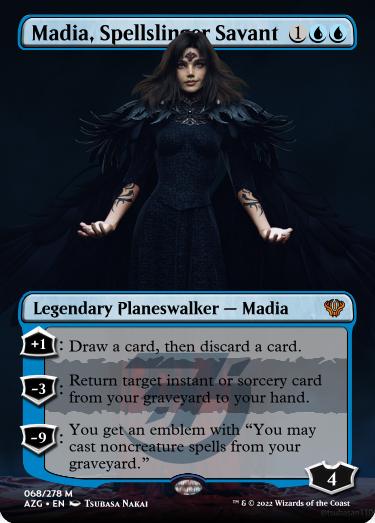 Madia, Spellslinger Savant 1
Legendary Planeswalker — Madia
+1: Draw a card, then discard a card.
-3: Return target instant or sorcery card
from your graveyard to your hand.
-9: You get an emblem with “You may
cast noncreature spells from your
graveyard.”
4
068/278 M
AZG • EN Tsubasa Nakai
™ & © 2022 Wizards of the Coast